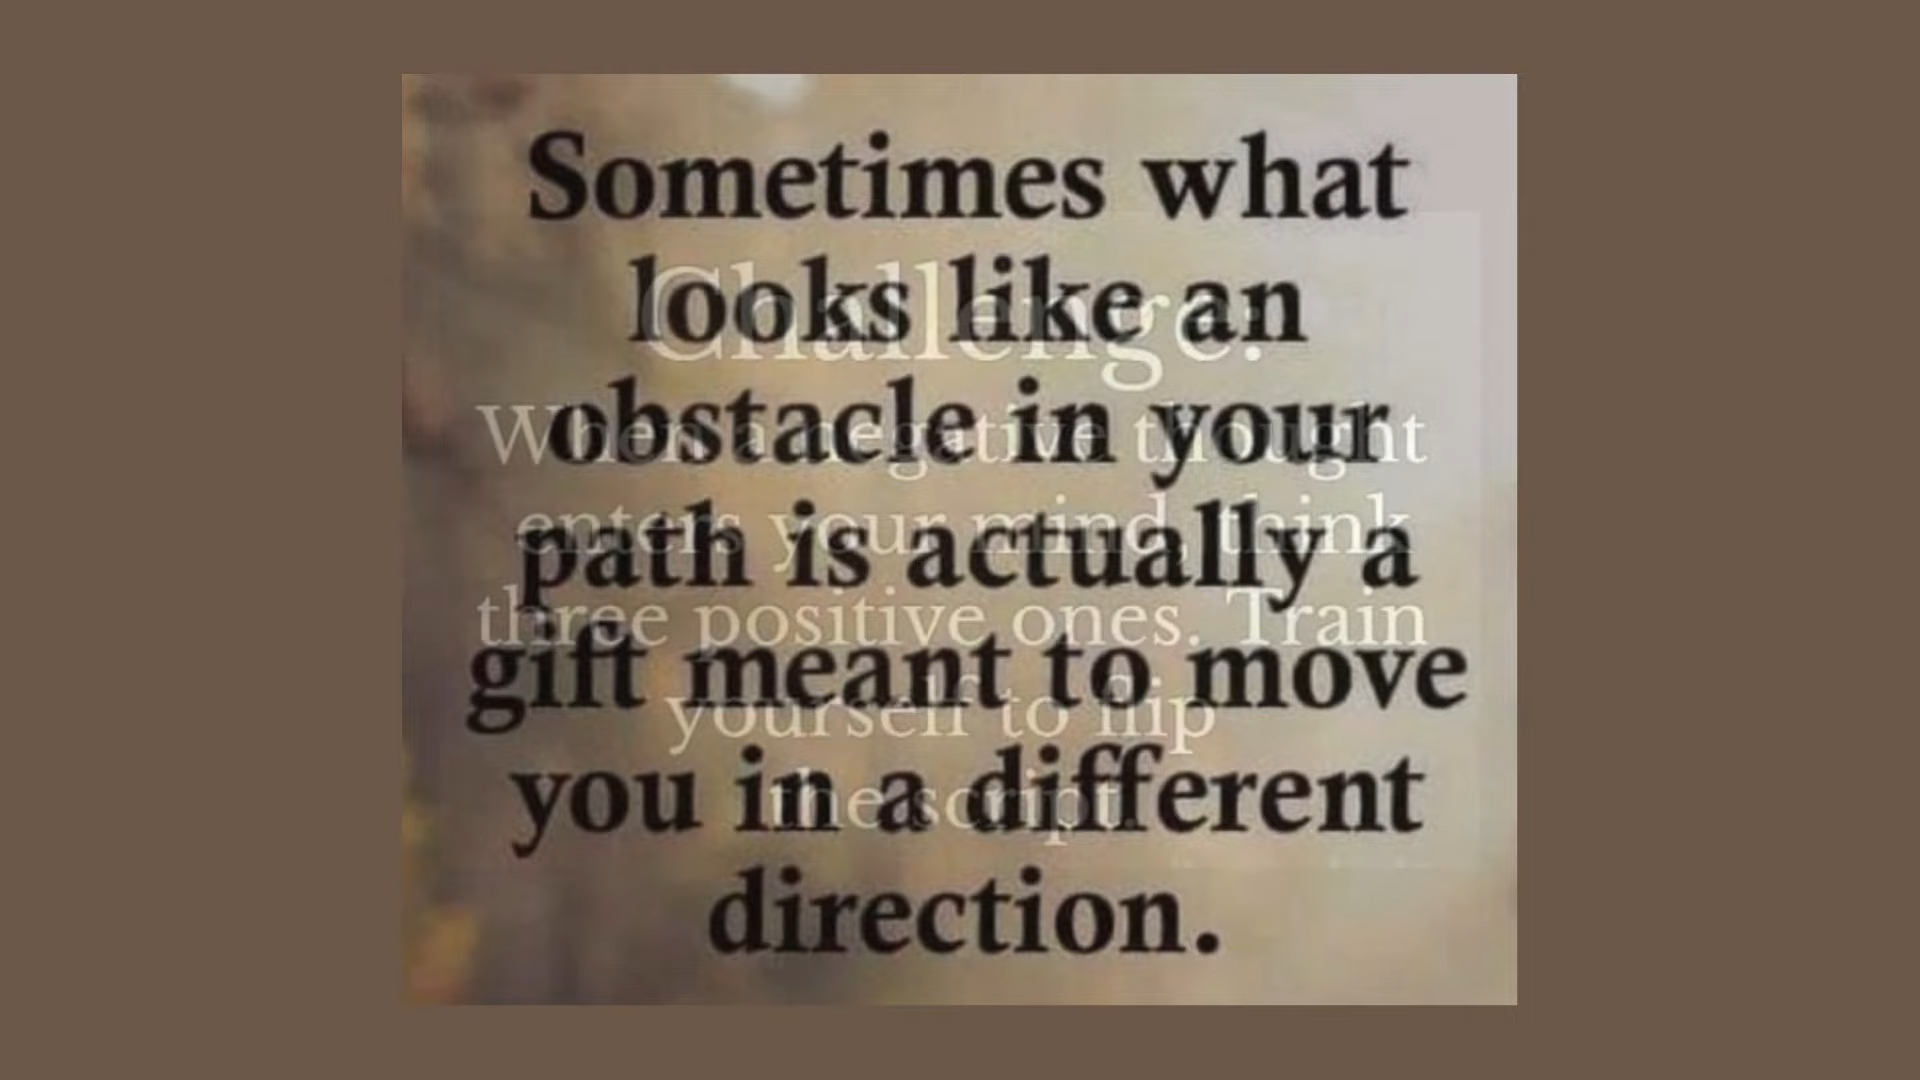 Sometimes what
looks like an
obstacle in your
path is actually a
gift meant to move
you in a different
direction.
Challenge:
When a negative thought
enters your mind, think
three positive ones. Train
yourself to flip
the script.